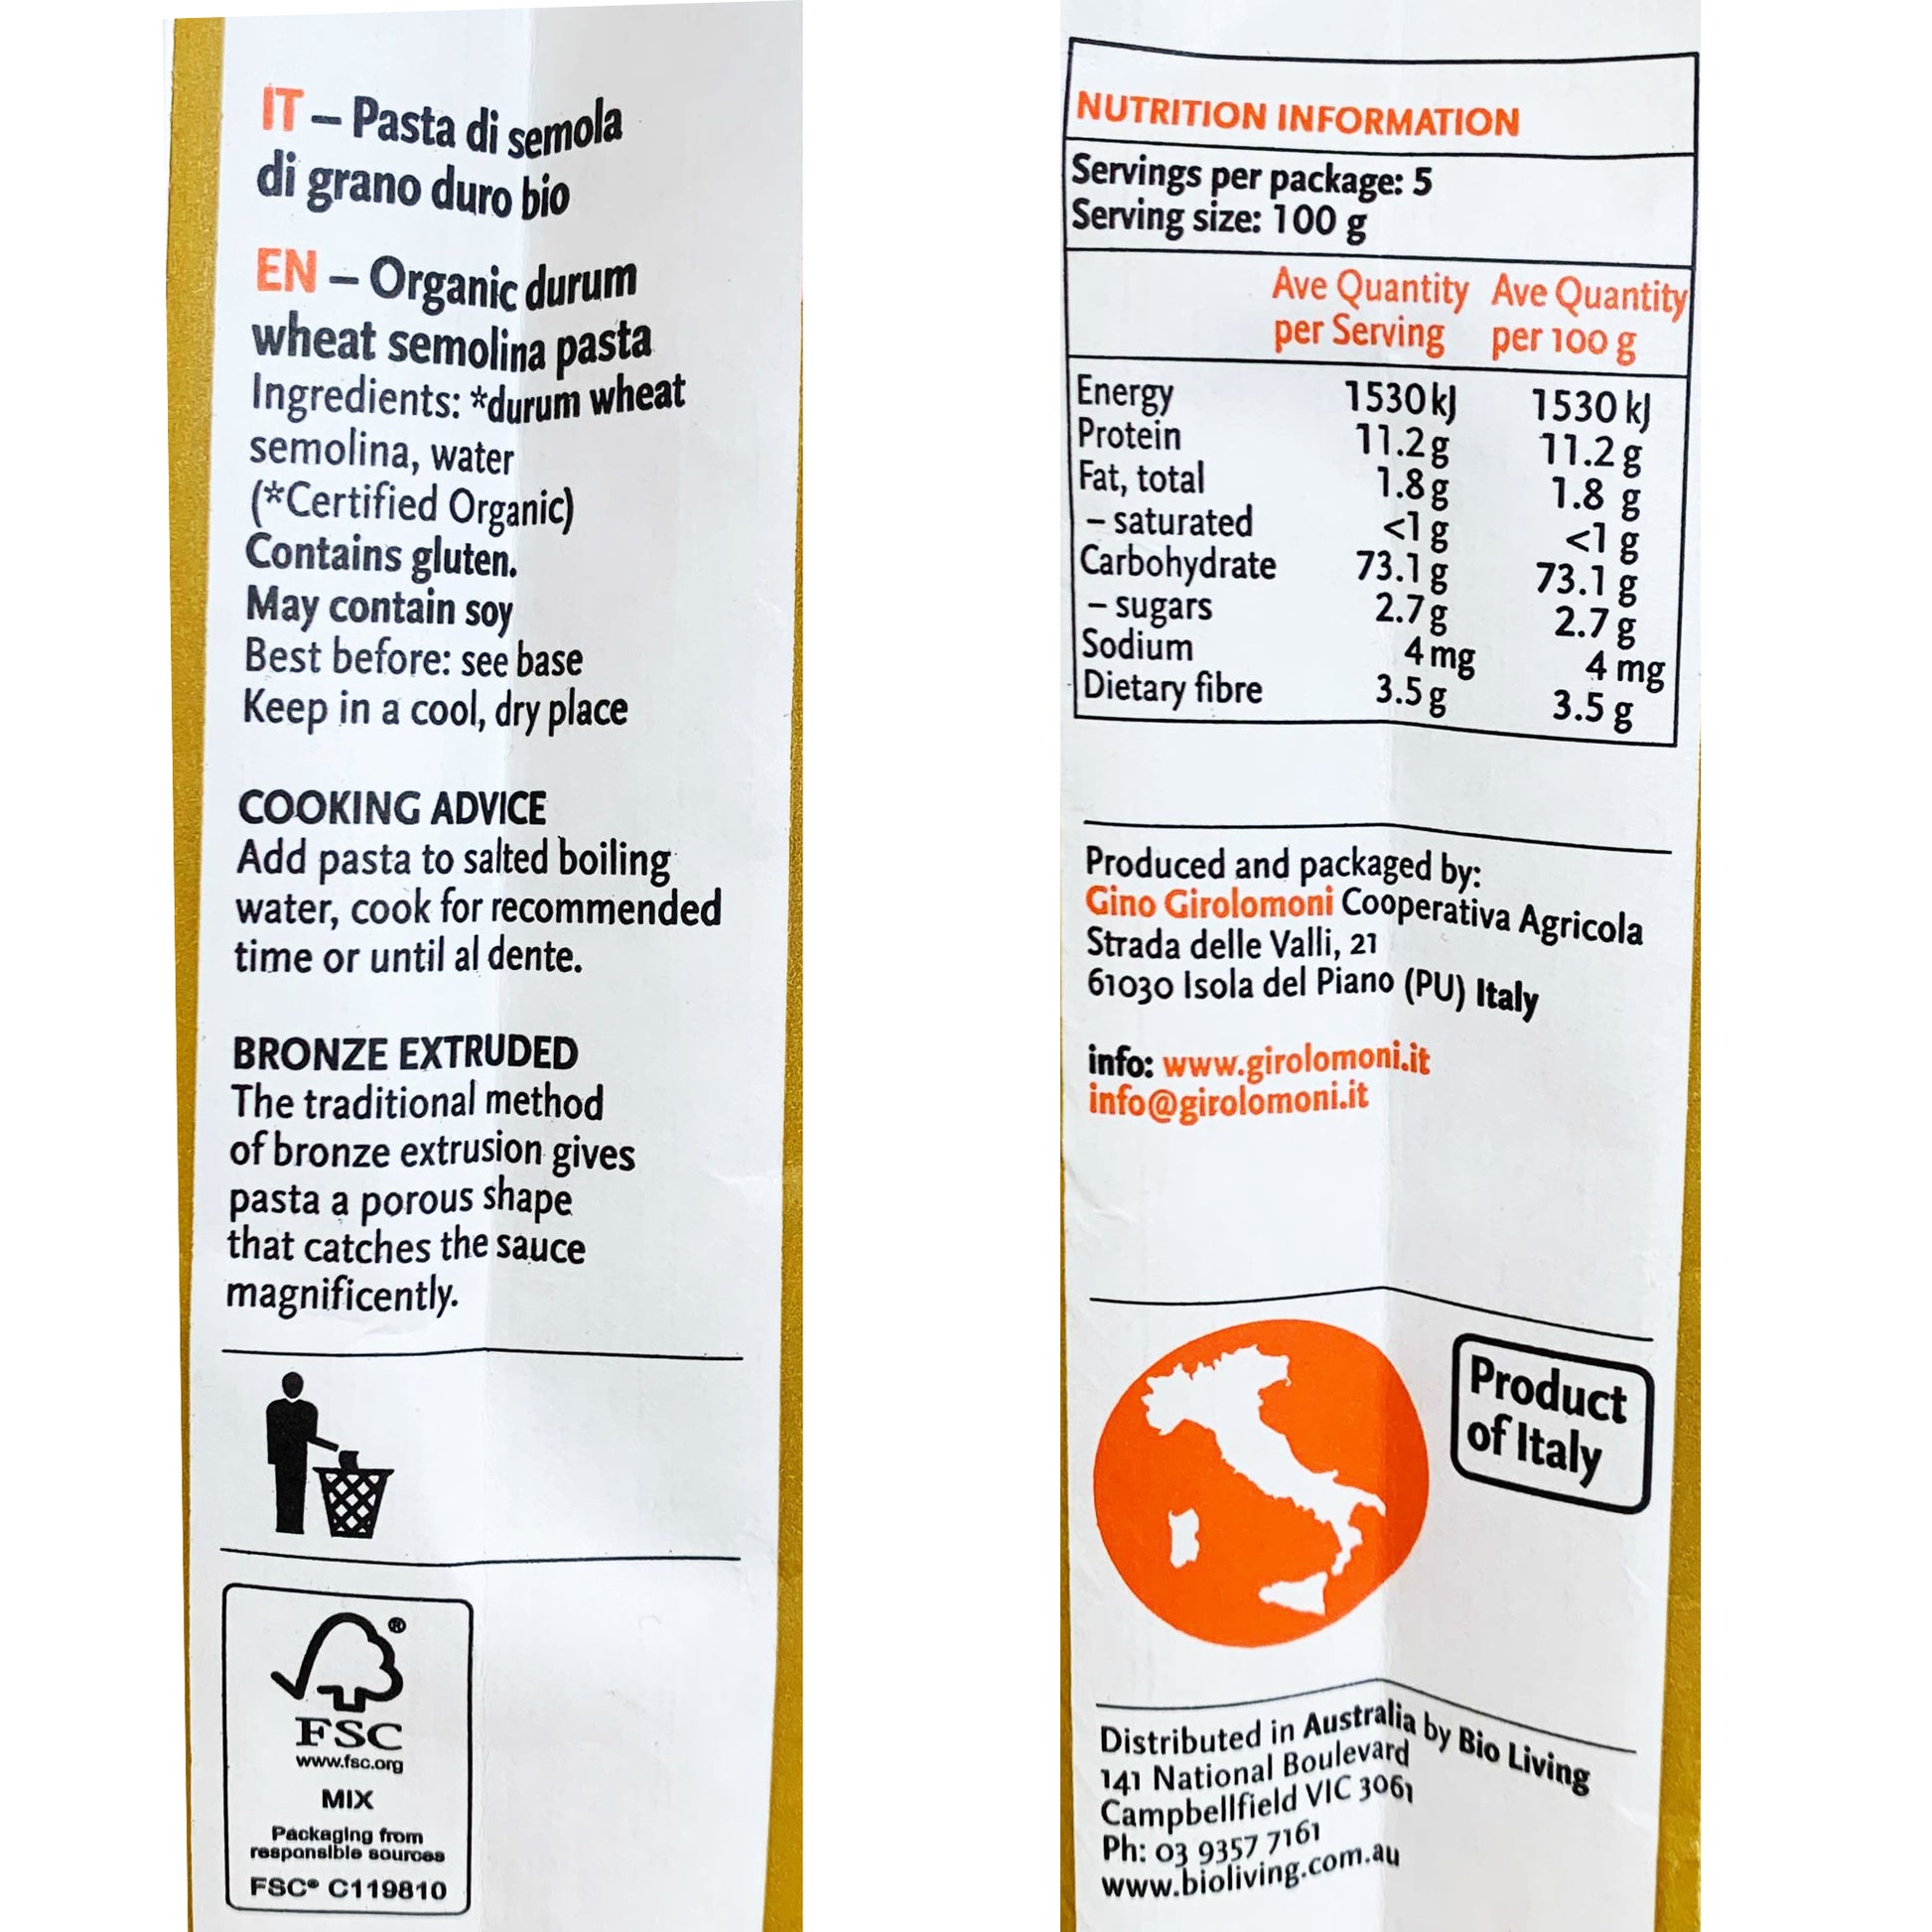 IT – Pasta di semola
di grano duro bio
EN – Organic durum
wheat semolina pasta
Ingredients: *durum wheat
semolina, water
(*Certified Organic)
Contains gluten.
May contain soy
Best before: see base
Keep in a cool, dry place
COOKING ADVICE
Add pasta to salted boiling
water, cook for recommended
time or until al dente.
BRONZE EXTRUDED
The traditional method
of bronze extrusion gives
pasta a porous shape
that catches the sauce
magnificently.
®
FSC
www.fsc.org
MIX
Packaging from
responsible sources
FSC® C119810
NUTRITION INFORMATION
Servings per package: 5
Serving size: 100 g
Ave Quantity Ave Quantity
per Serving per 100 g
Energy 1530 kJ 1530 kJ
Protein 11.2 g 11.2 g
Fat, total 1.8 g 1.8 g
– saturated <1 g <1 g
Carbohydrate 73.1 g 73.1 g
– sugars 2.7 g 2.7 g
Sodium 4 mg 4 mg
Dietary fibre 3.5 g 3.5 g
Produced and packaged by:
Gino Girolomoni Cooperativa Agricola
Strada delle Valli, 21
61030 Isola del Piano (PU) Italy
info: www.girolomoni.it
info@girolomoni.it
Product
of Italy
Distributed in Australia by Bio Living
141 National Boulevard
Campbellfield VIC 3061
Ph: 03 9357 7161
www.bioliving.com.au